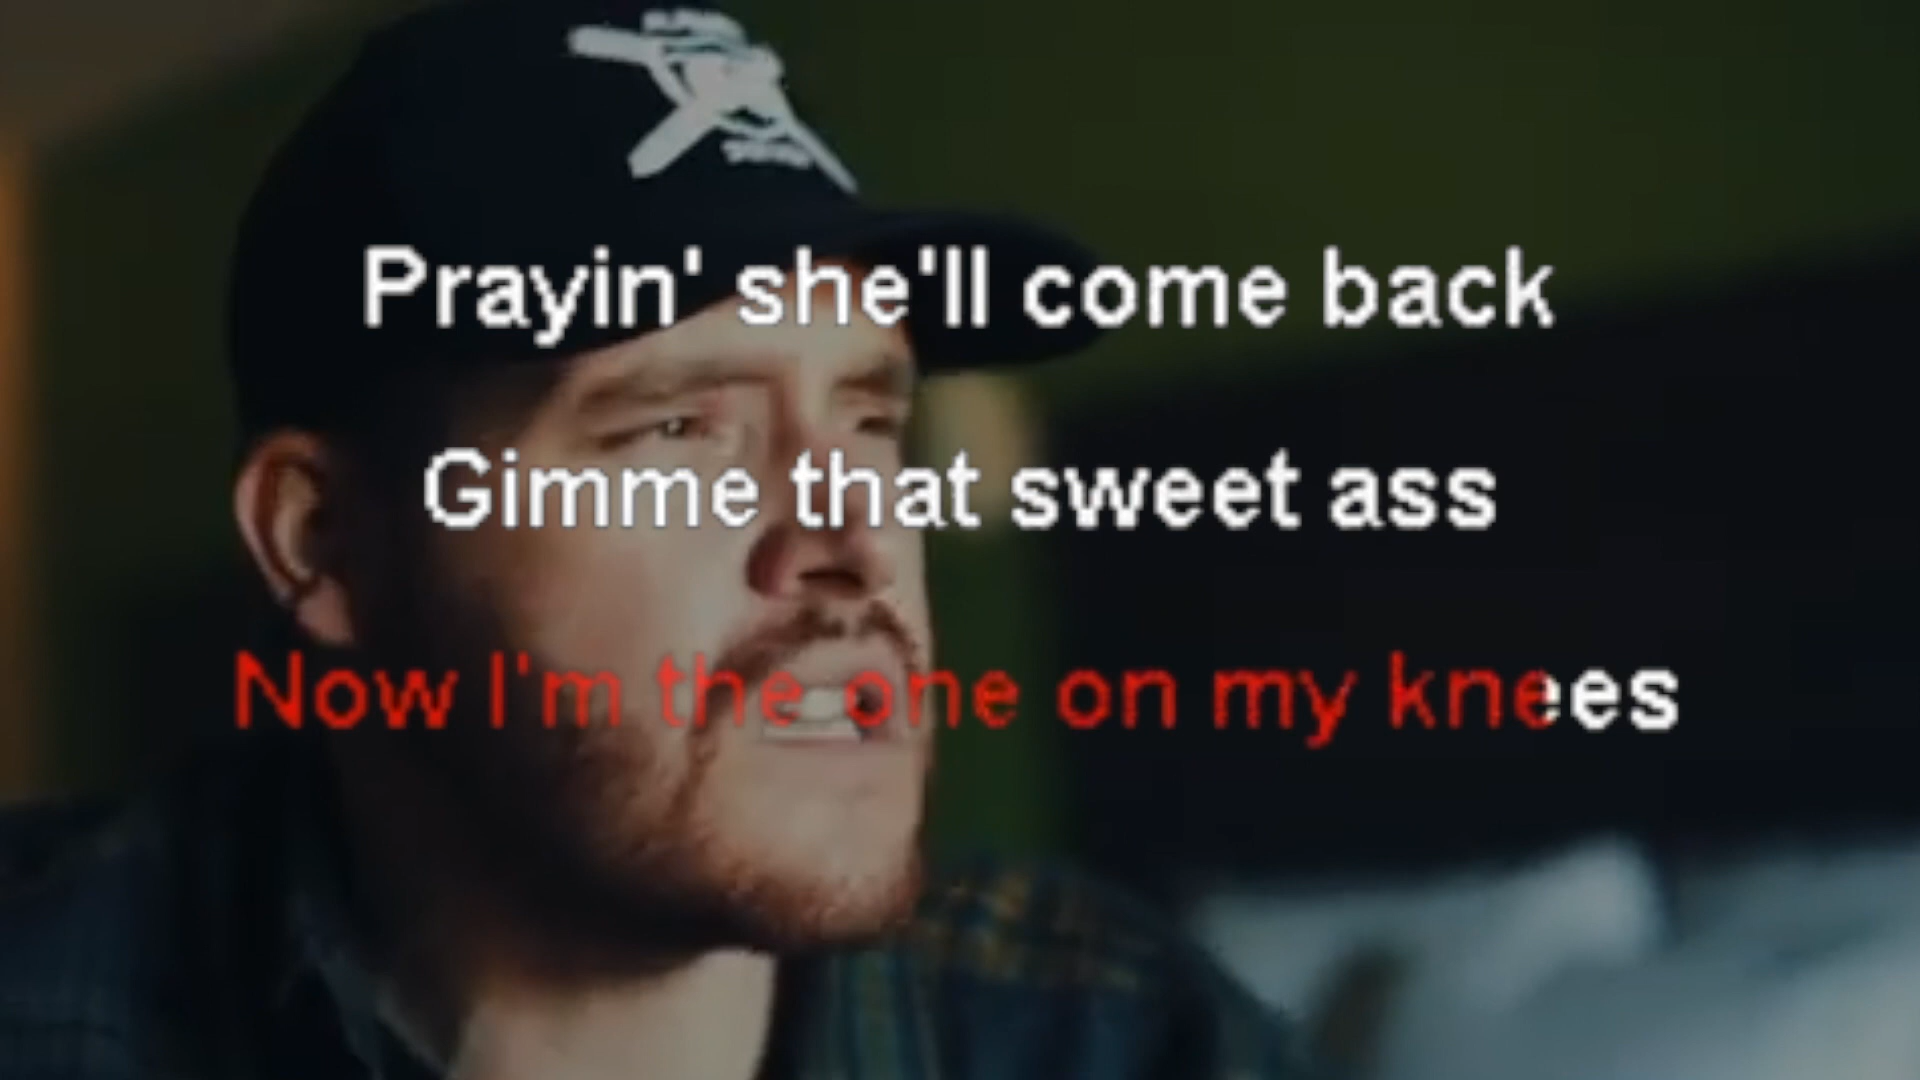 Prayin' she'll come back
Gimme that sweet ass
Now I'm the one on my knees